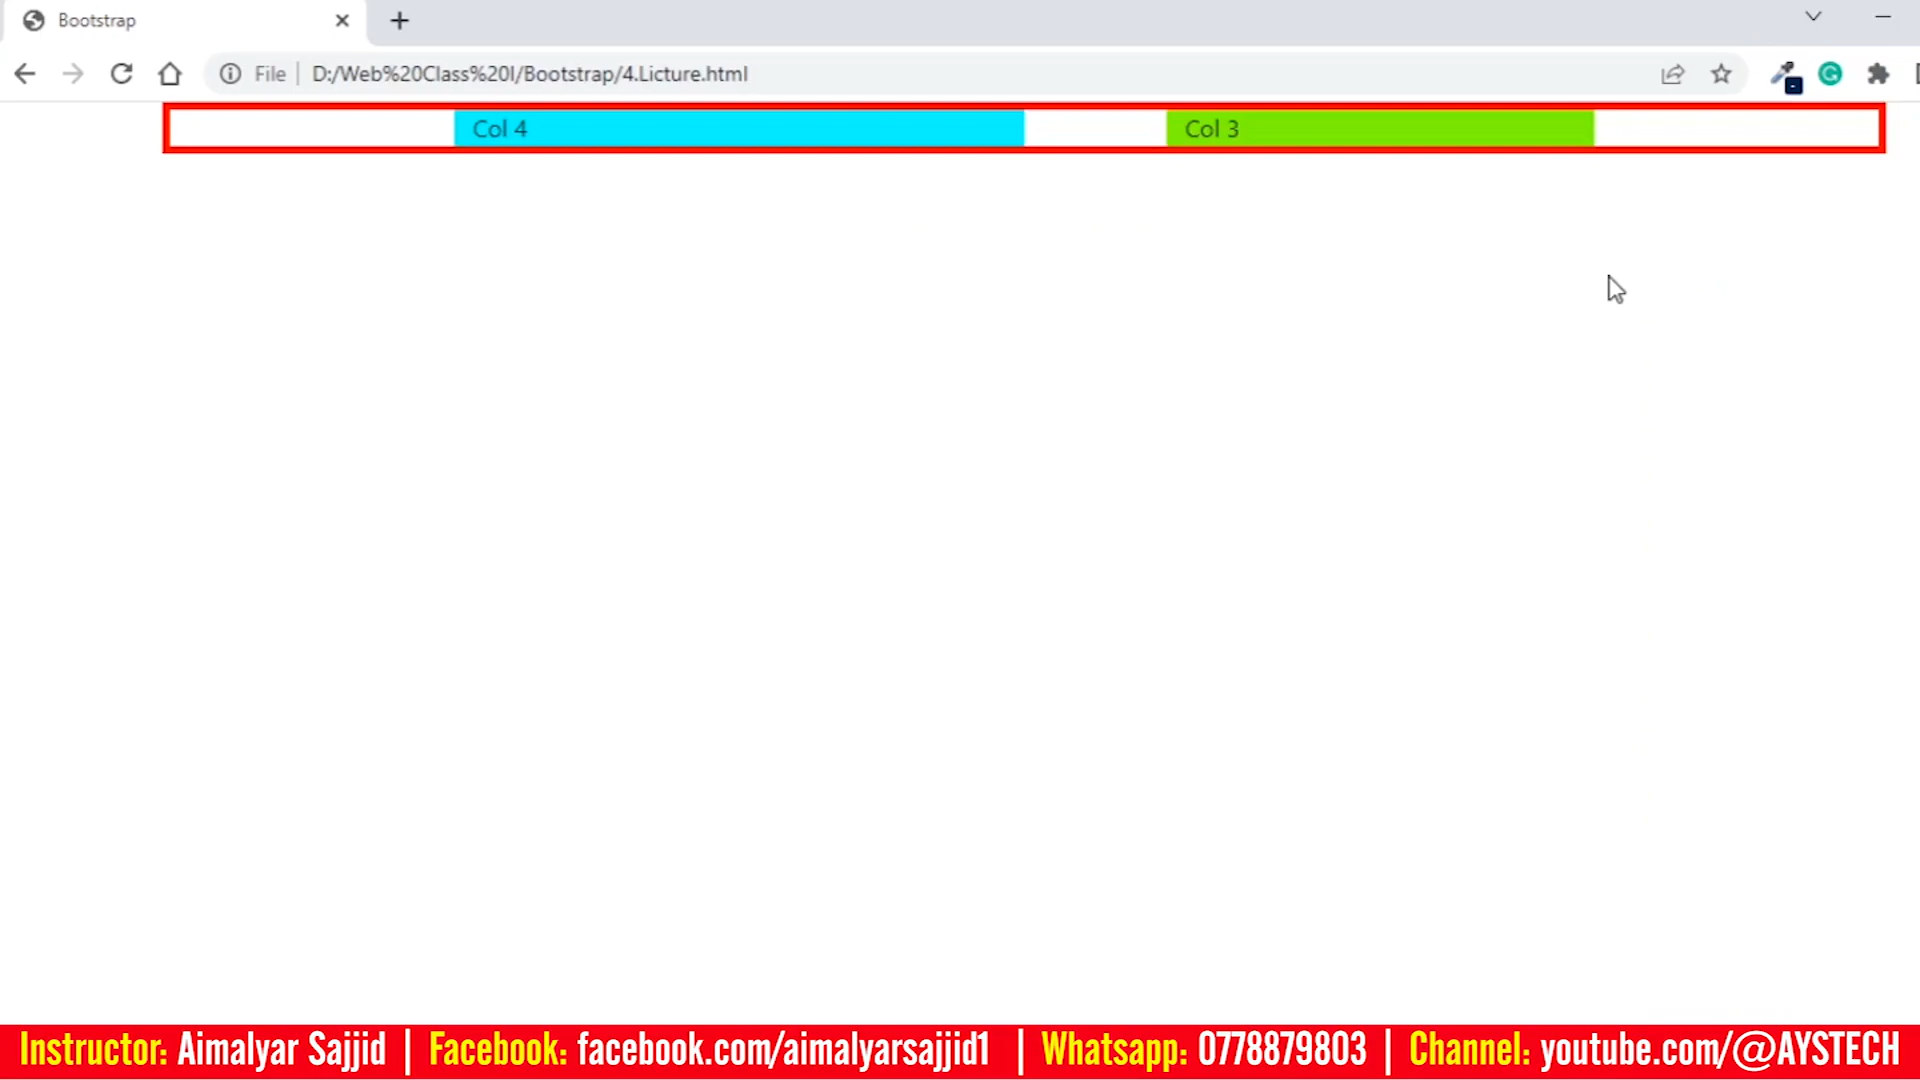 Bootstrap
File | D:/Web%20Class%20I/Bootstrap/4.Licture.html
Col 4
Col 3
Instructor: Aimalyar Sajjid | Facebook: facebook.com/aimalyarsajjid1 | Whatsapp: 0778879803 | Channel: youtube.com/@AYSTECH